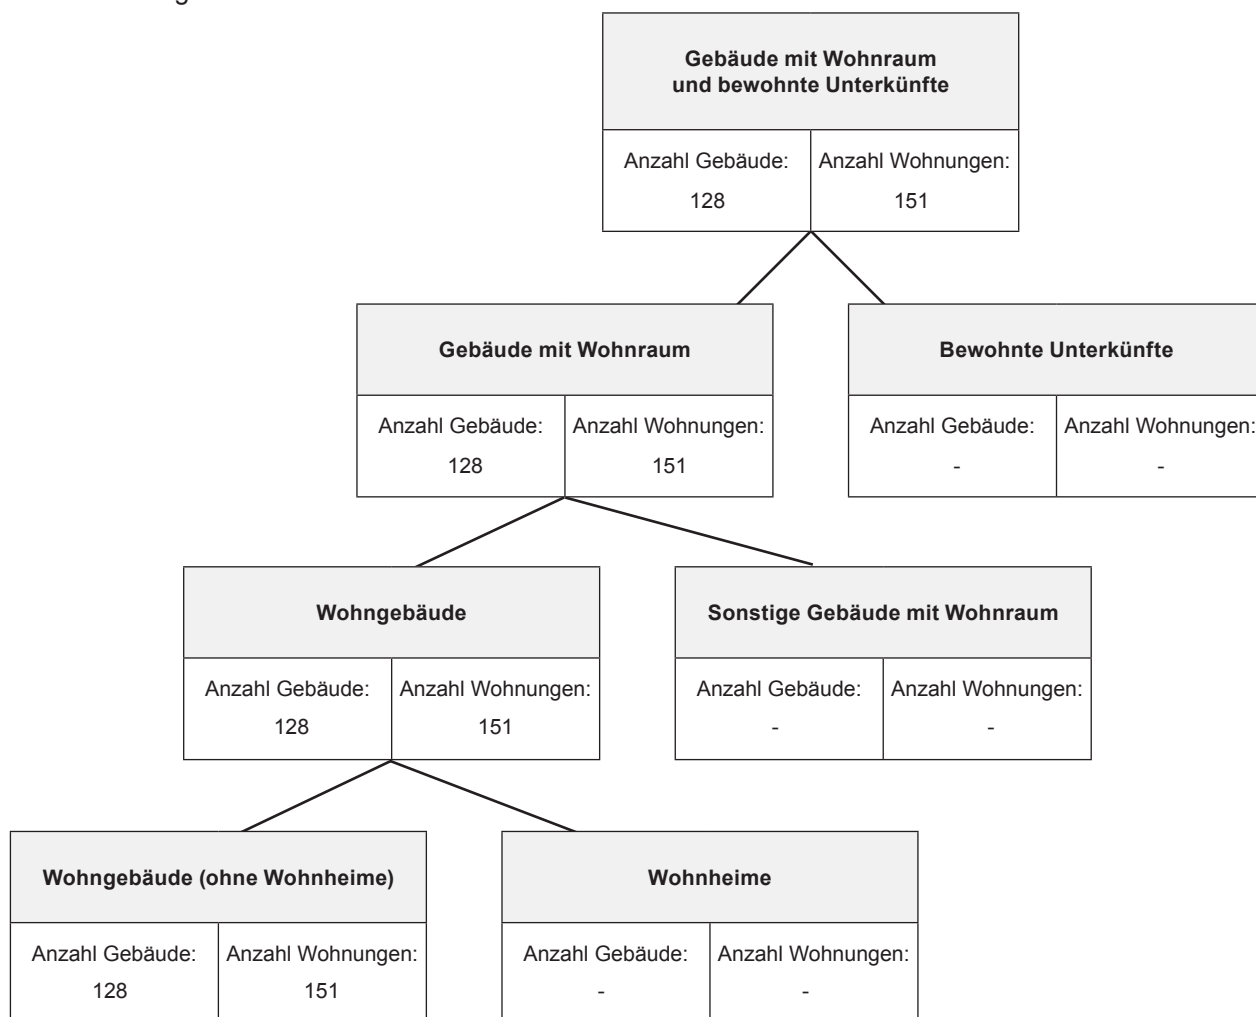 Gebäude mit Wohnraum
und bewohnte Unterkünfte
Anzahl Gebäude: Anzahl Wohnungen:
128 151
Gebäude mit Wohnraum Bewohnte Unterkünfte
Anzahl Gebäude: Anzahl Wohnungen: Anzahl Gebäude: Anzahl Wohnungen:
128 151 - -
Wohngebäude Sonstige Gebäude mit Wohnraum
Anzahl Gebäude: Anzahl Wohnungen: Anzahl Gebäude: Anzahl Wohnungen:
128 151 - -
Wohngebäude (ohne Wohnheime) Wohnheime
Anzahl Gebäude: Anzahl Wohnungen: Anzahl Gebäude: Anzahl Wohnungen:
128 151 - -